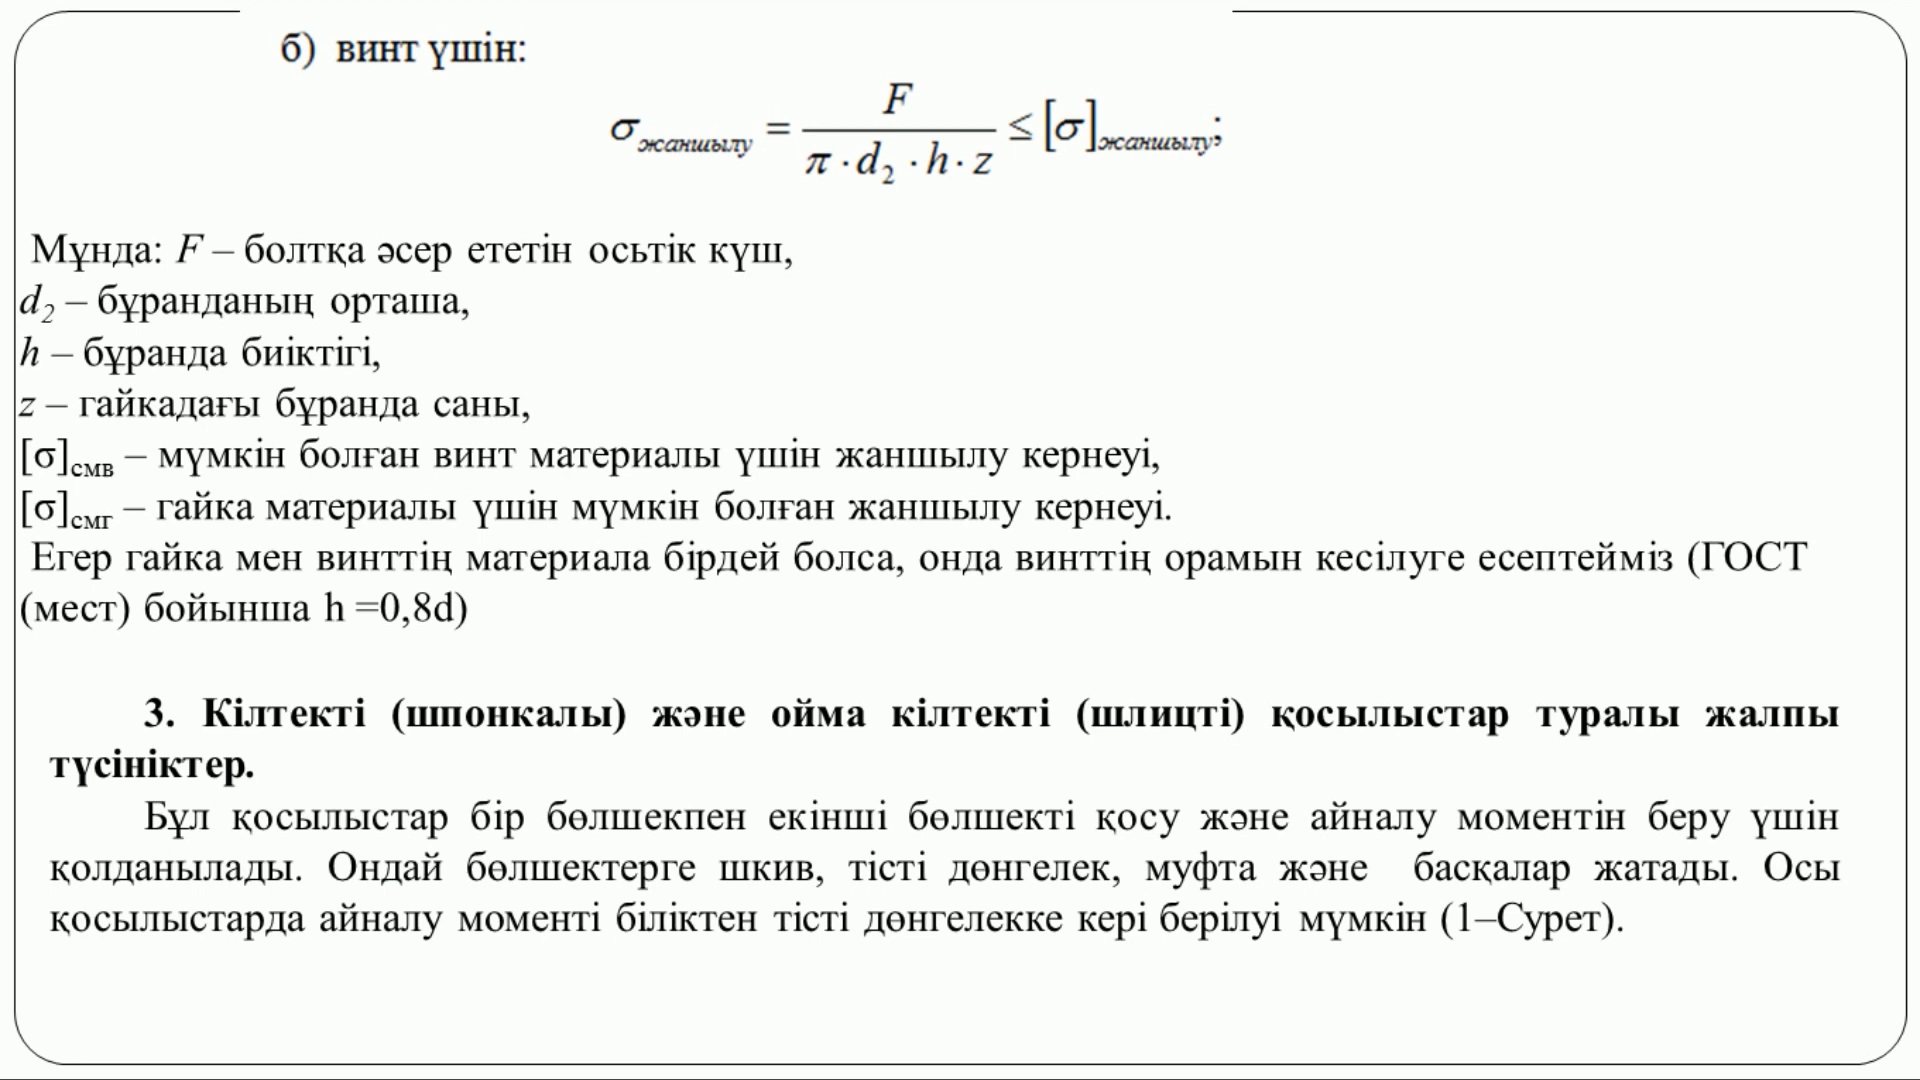 б) винт үшін:
σ_жаншылу = F / (π · d₂ · h · z) ≤ [σ]_жаншылу;
Мұнда: F – болтқа әсер ететін осьтік күш,
d₂ – бұранданың орташа,
h – бұранда биіктігі,
z – гайкадағы бұранда саны,
[σ]смв – мүмкін болған винт материалы үшін жаншылу кернеуі,
[σ]смг – гайка материалы үшін мүмкін болған жаншылу кернеуі.
Егер гайка мен винттің материала бірдей болса, онда винттің орамын кесілуге есептейміз (ГОСТ
(мест) бойынша h =0,8d)
3. Кілтекті (шпонкалы) және ойма кілтекті (шлицті) қосылыстар туралы жалпы
түсініктер.
Бұл қосылыстар бір бөлшекпен екінші бөлшекті қосу және айналу моментін беру үшін
қолданылады. Ондай бөлшектерге шкив, тісті дөнгелек, муфта және басқалар жатады. Осы
қосылыстарда айналу моменті біліктен тісті дөнгелекке кері берілуі мүмкін (1–Сурет).